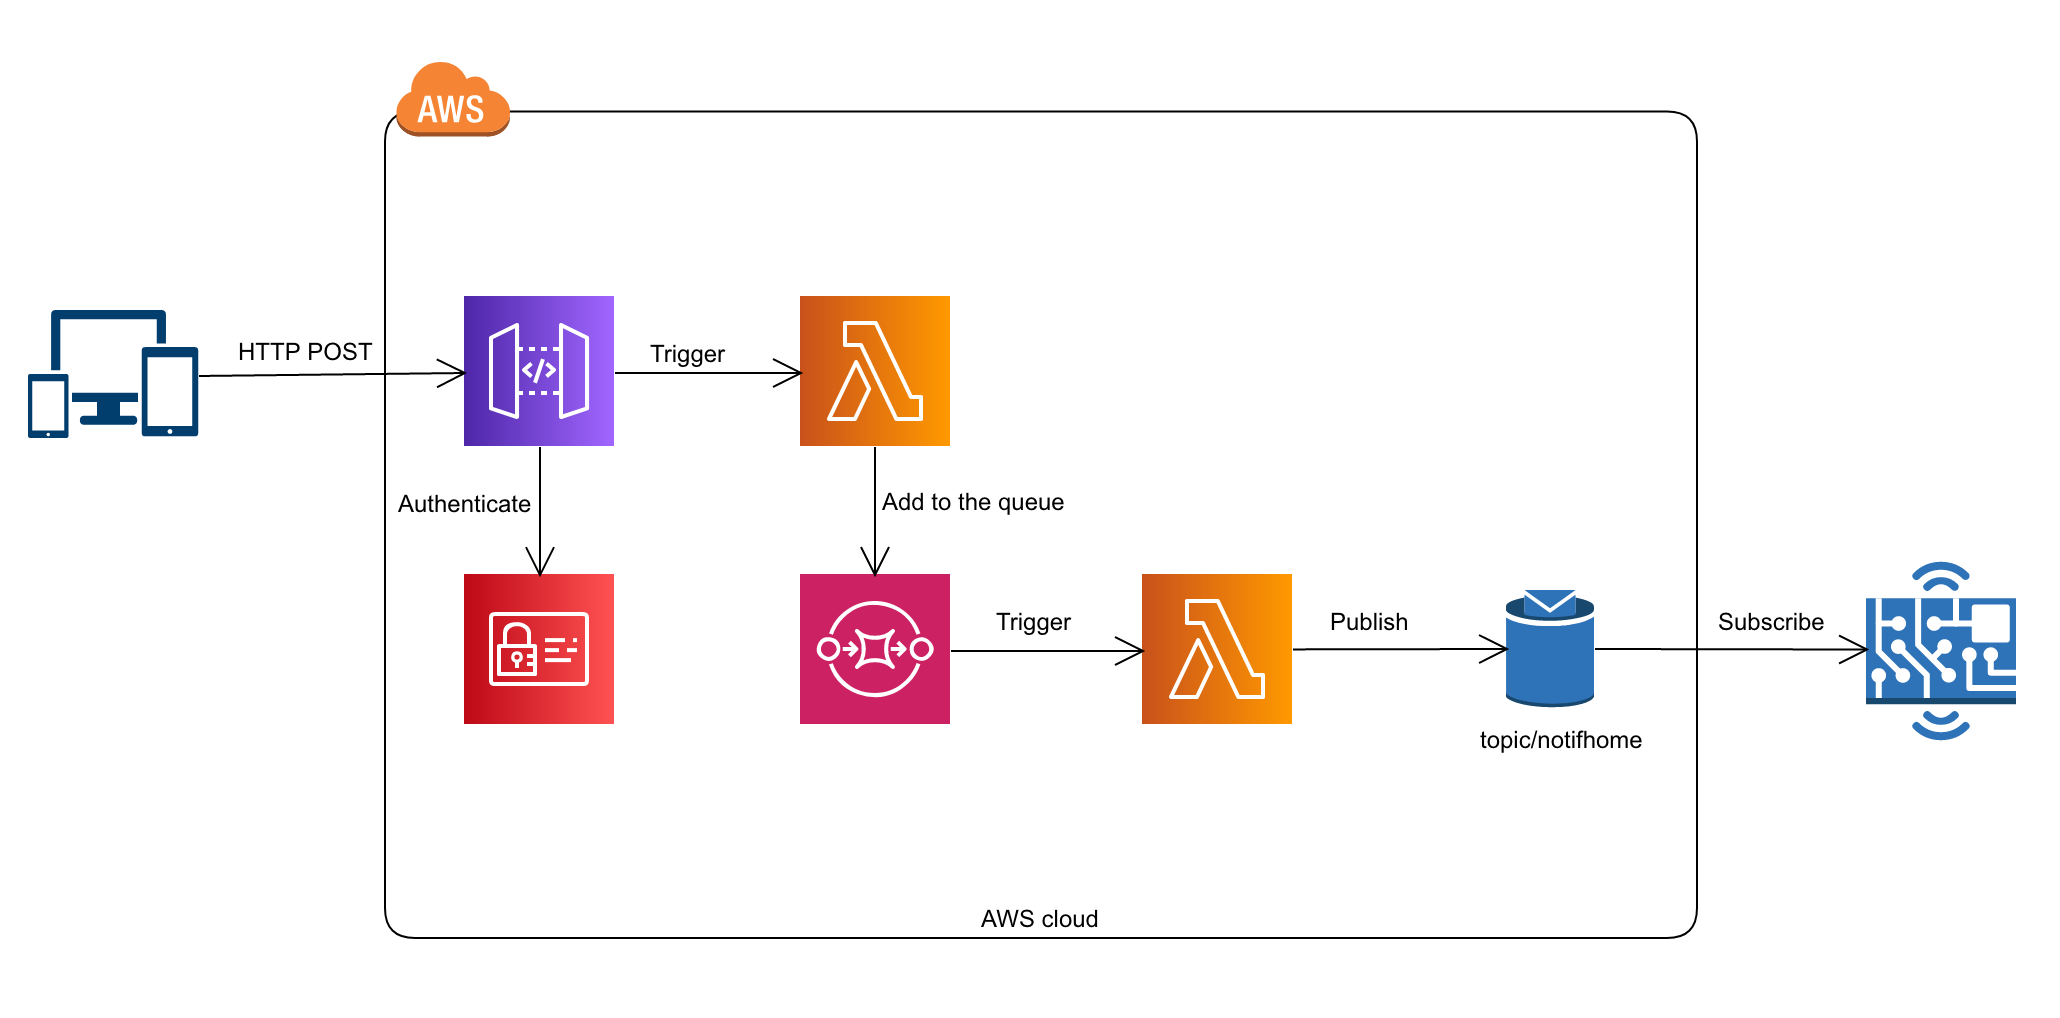 AWS
HTTP POST
Trigger
Authenticate
Add to the queue
Trigger
Publish
Subscribe
topic/notifhome
AWS cloud